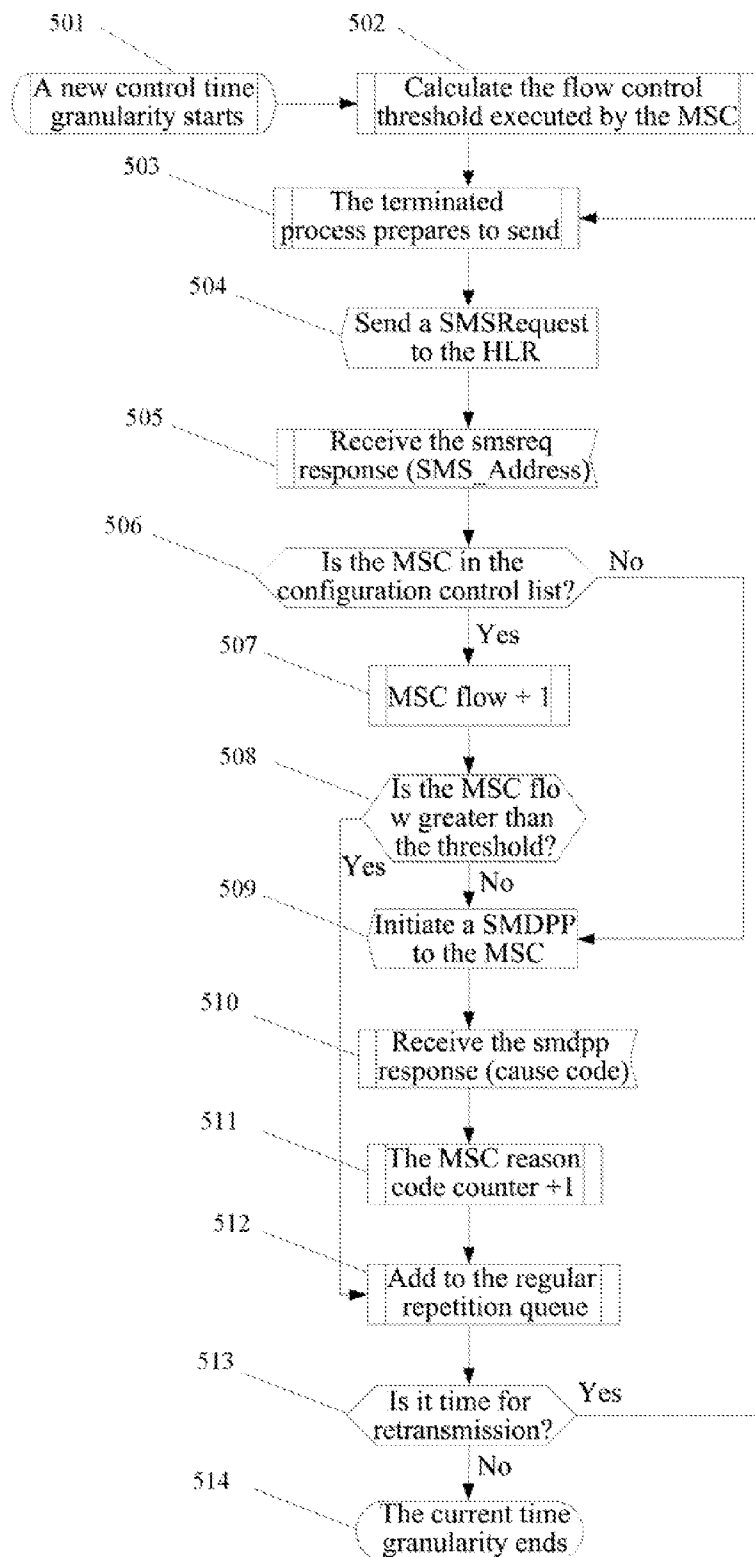 501
502
A new control time
granularity starts
Calculate the flow control
threshold executed by the MSC
503
The terminated
process prepares to send
504
Send a SMSRequest
to the HLR
505
Receive the smsreq
response (SMS_Address)
506
Is the MSC in the
configuration control list?
No
Yes
507
MSC flow + 1
508
Is the MSC flo
w greater than
the threshold?
Yes
No
509
Initiate a SMDPP
to the MSC
510
Receive the smdpp
response (cause code)
511
The MSC reason
code counter +1
512
Add to the regular
repetition queue
513
Is it time for
retransmission?
Yes
No
514
The current time
granularity ends